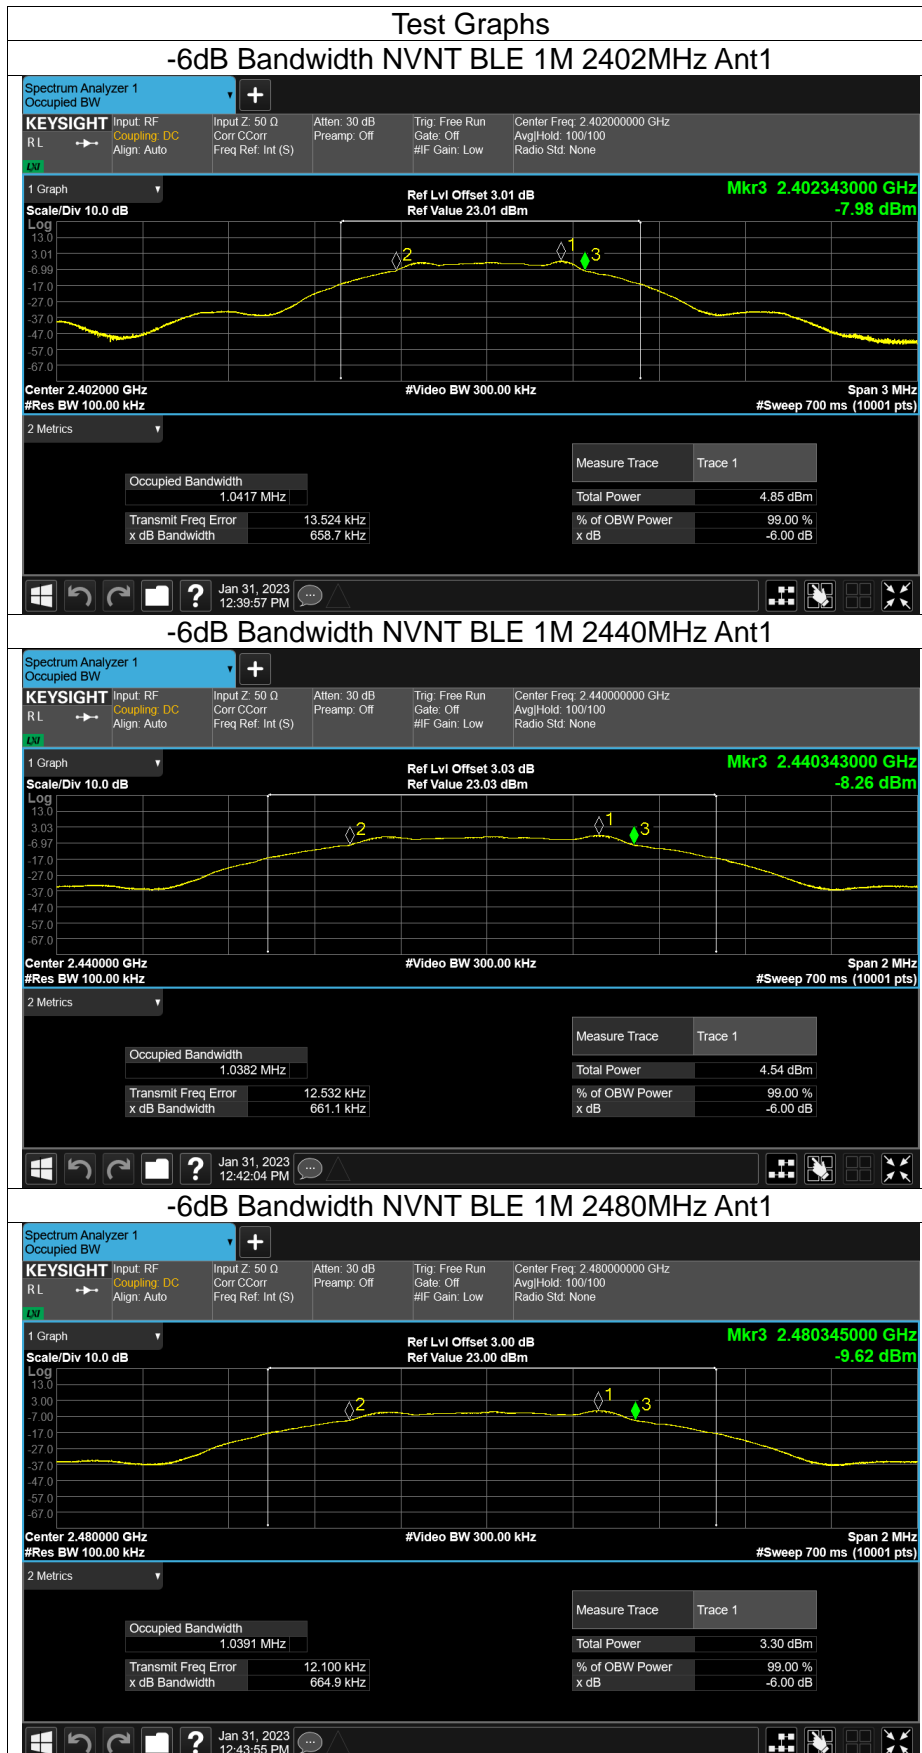 Test Graphs
-6dB Bandwidth NVNT BLE 1M 2402MHz Ant1
Spectrum Analyzer 1
Occupied BW
+
KEYSIGHT Input: RF Input Z: 50 Ω Atten: 30 dB Trig: Free Run Center Freq: 2.402000000 GHz
RL Coupling: DC Corr CCorr Preamp: Off Gate: Off Avg|Hold: 100/100
Align: Auto Freq Ref: Int (S) #IF Gain: Low Radio Std: None
LXI
1 Graph Ref Lvl Offset 3.01 dB Mkr3 2.402343000 GHz
Scale/Div 10.0 dB Ref Value 23.01 dBm -7.98 dBm
Log
13.0
3.01
-6.99
-17.0
-27.0
-37.0
-47.0
-57.0
-67.0
2
1
3
Center 2.402000 GHz #Video BW 300.00 kHz Span 3 MHz
#Res BW 100.00 kHz #Sweep 700 ms (10001 pts)
2 Metrics
Measure Trace Trace 1
Occupied Bandwidth
1.0417 MHz Total Power 4.85 dBm
Transmit Freq Error 13.524 kHz % of OBW Power 99.00 %
x dB Bandwidth 658.7 kHz x dB -6.00 dB
? Jan 31, 2023
12:39:57 PM
-6dB Bandwidth NVNT BLE 1M 2440MHz Ant1
Spectrum Analyzer 1
Occupied BW
+
KEYSIGHT Input: RF Input Z: 50 Ω Atten: 30 dB Trig: Free Run Center Freq: 2.440000000 GHz
RL Coupling: DC Corr CCorr Preamp: Off Gate: Off Avg|Hold: 100/100
Align: Auto Freq Ref: Int (S) #IF Gain: Low Radio Std: None
LXI
1 Graph Ref Lvl Offset 3.03 dB Mkr3 2.440343000 GHz
Scale/Div 10.0 dB Ref Value 23.03 dBm -8.26 dBm
Log
13.0
3.03
-6.97
-17.0
-27.0
-37.0
-47.0
-57.0
-67.0
2
1
3
Center 2.440000 GHz #Video BW 300.00 kHz Span 2 MHz
#Res BW 100.00 kHz #Sweep 700 ms (10001 pts)
2 Metrics
Measure Trace Trace 1
Occupied Bandwidth
1.0382 MHz Total Power 4.54 dBm
Transmit Freq Error 12.532 kHz % of OBW Power 99.00 %
x dB Bandwidth 661.1 kHz x dB -6.00 dB
? Jan 31, 2023
12:42:04 PM
-6dB Bandwidth NVNT BLE 1M 2480MHz Ant1
Spectrum Analyzer 1
Occupied BW
+
KEYSIGHT Input: RF Input Z: 50 Ω Atten: 30 dB Trig: Free Run Center Freq: 2.480000000 GHz
RL Coupling: DC Corr CCorr Preamp: Off Gate: Off Avg|Hold: 100/100
Align: Auto Freq Ref: Int (S) #IF Gain: Low Radio Std: None
LXI
1 Graph Ref Lvl Offset 3.00 dB Mkr3 2.480345000 GHz
Scale/Div 10.0 dB Ref Value 23.00 dBm -9.62 dBm
Log
13.0
3.00
-7.00
-17.0
-27.0
-37.0
-47.0
-57.0
-67.0
2
1
3
Center 2.480000 GHz #Video BW 300.00 kHz Span 2 MHz
#Res BW 100.00 kHz #Sweep 700 ms (10001 pts)
2 Metrics
Measure Trace Trace 1
Occupied Bandwidth
1.0391 MHz Total Power 3.30 dBm
Transmit Freq Error 12.100 kHz % of OBW Power 99.00 %
x dB Bandwidth 664.9 kHz x dB -6.00 dB
? Jan 31, 2023
12:43:55 PM